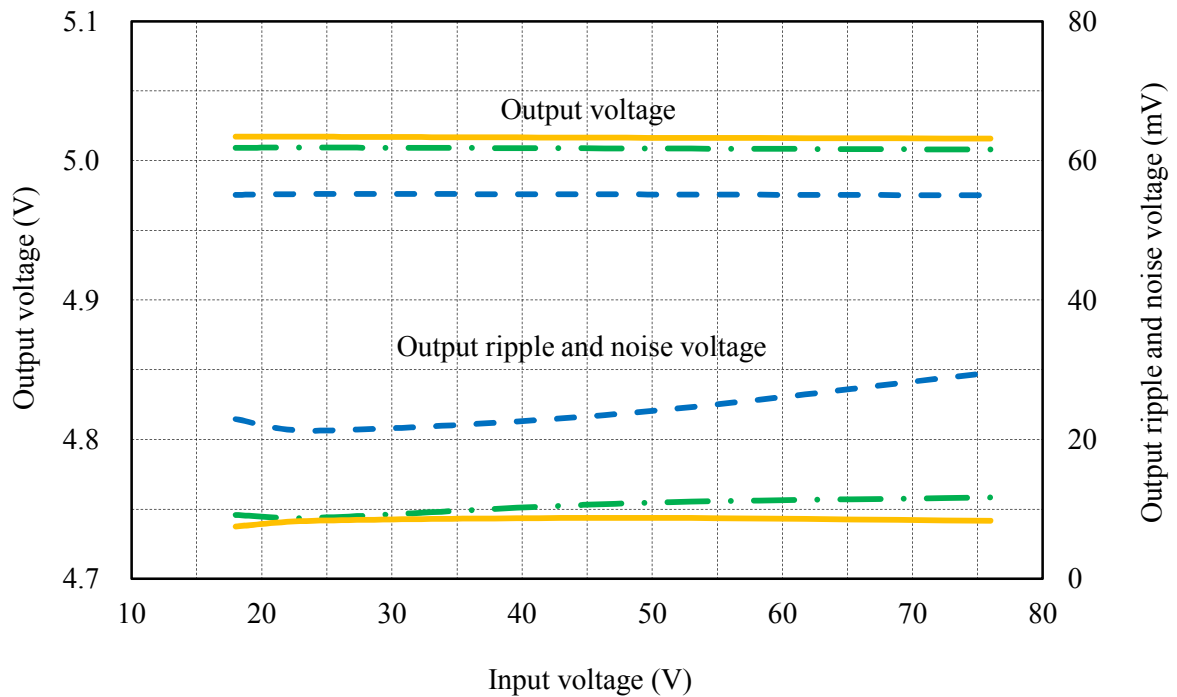 5.1
5.0
4.9
4.8
4.7
Output voltage (V)
80
60
40
20
0
Output ripple and noise voltage (mV)
Output voltage
Output ripple and noise voltage
10 20 30 40 50 60 70 80
Input voltage (V)